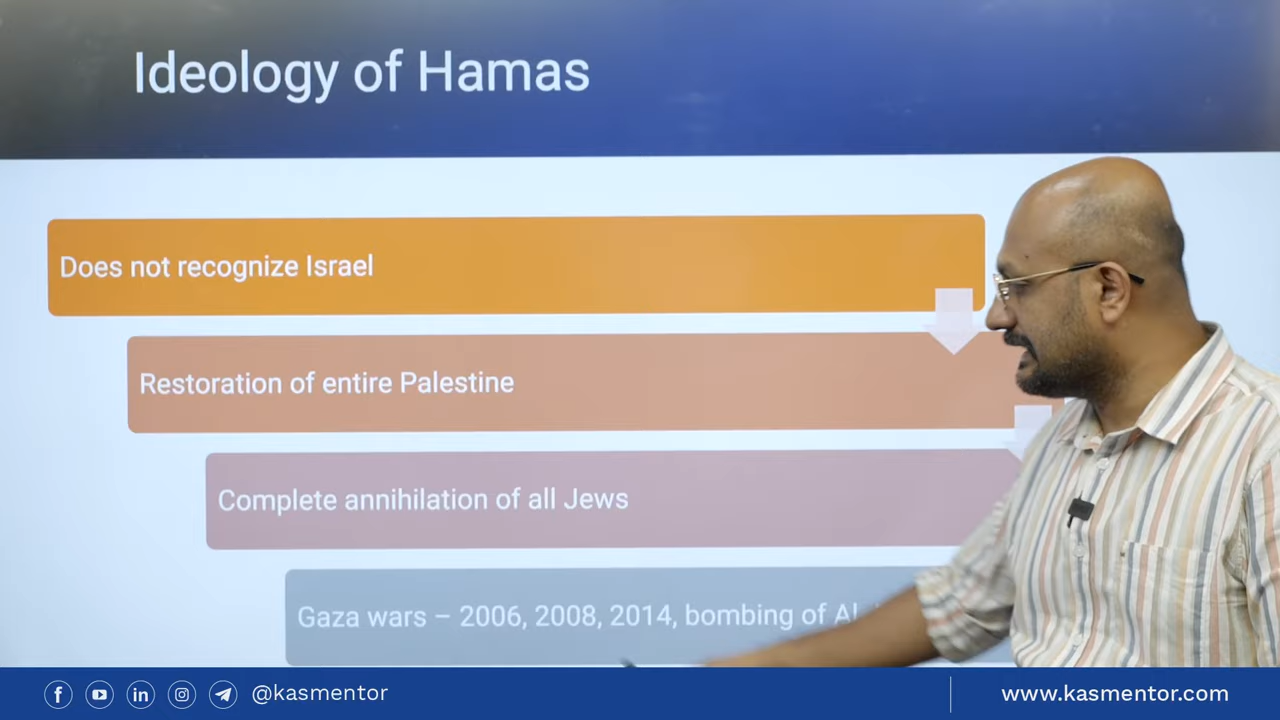 Ideology of Hamas
Does not recognize Israel
Restoration of entire Palestine
Complete annihilation of all Jews
Gaza wars – 2006, 2008, 2014, bombing of
@kasmentor
www.kasmentor.com